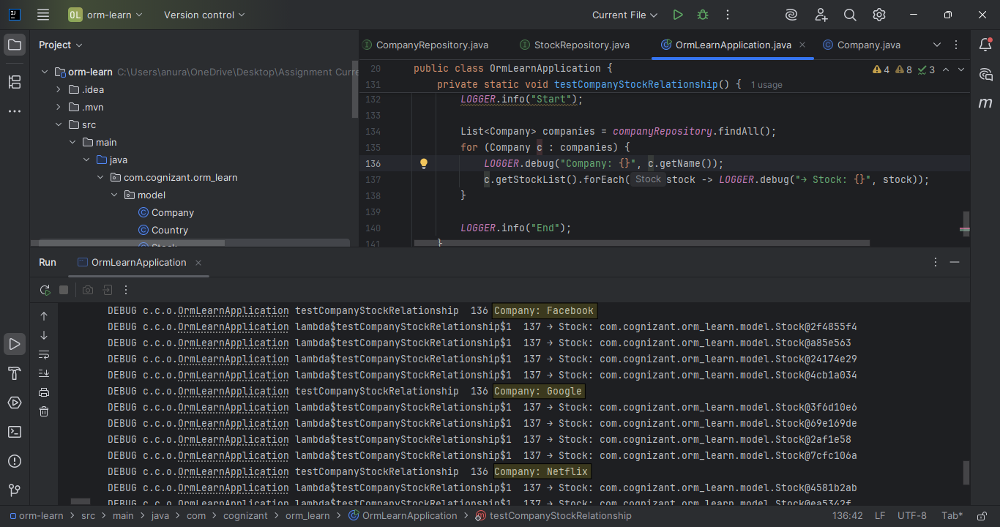 OL orm-learn Version control Current File
Project
CompanyRepository.java StockRepository.java OrmLearnApplication.java Company.java
orm-learn C:\Users\anura\OneDrive\Desktop\Assignment Curre
.idea
.mvn
src
main
java
com.cognizant.orm_learn
model
Company
Country
Stock
20 public class OrmLearnApplication { 4 8 3
131 private static void testCompanyStockRelationship() { 1 usage
132 LOGGER.info("Start");
133
134 List<Company> companies = companyRepository.findAll();
135 for (Company c : companies) {
136 LOGGER.debug("Company: {}", c.getName());
137 c.getStockList().forEach( Stock stock -> LOGGER.debug("→ Stock: {}", stock));
138 }
139
140 LOGGER.info("End");
141 }
m
Run OrmLearnApplication
DEBUG c.c.o.OrmLearnApplication testCompanyStockRelationship 136 Company: Facebook
DEBUG c.c.o.OrmLearnApplication lambda$testCompanyStockRelationship$1 137 → Stock: com.cognizant.orm_learn.model.Stock@2f4855f4
DEBUG c.c.o.OrmLearnApplication lambda$testCompanyStockRelationship$1 137 → Stock: com.cognizant.orm_learn.model.Stock@a85e563
DEBUG c.c.o.OrmLearnApplication lambda$testCompanyStockRelationship$1 137 → Stock: com.cognizant.orm_learn.model.Stock@24174e29
DEBUG c.c.o.OrmLearnApplication lambda$testCompanyStockRelationship$1 137 → Stock: com.cognizant.orm_learn.model.Stock@4cb1a034
DEBUG c.c.o.OrmLearnApplication testCompanyStockRelationship 136 Company: Google
DEBUG c.c.o.OrmLearnApplication lambda$testCompanyStockRelationship$1 137 → Stock: com.cognizant.orm_learn.model.Stock@3f6d10e6
DEBUG c.c.o.OrmLearnApplication lambda$testCompanyStockRelationship$1 137 → Stock: com.cognizant.orm_learn.model.Stock@69e169de
DEBUG c.c.o.OrmLearnApplication lambda$testCompanyStockRelationship$1 137 → Stock: com.cognizant.orm_learn.model.Stock@2af1e58
DEBUG c.c.o.OrmLearnApplication lambda$testCompanyStockRelationship$1 137 → Stock: com.cognizant.orm_learn.model.Stock@7cfc106a
DEBUG c.c.o.OrmLearnApplication testCompanyStockRelationship 136 Company: Netflix
DEBUG c.c.o.OrmLearnApplication lambda$testCompanyStockRelationship$1 137 → Stock: com.cognizant.orm_learn.model.Stock@4581b2ab
DEBUG c.c.o.OrmLearnApplication lambda$testCompanyStockRelationship$1 137 → Stock: com.cognizant.orm_learn.model.Stock@ea5342f
orm-learn > src > main > java > com > cognizant > orm_learn > OrmLearnApplication > testCompanyStockRelationship 136:42 LF UTF-8 Tab*